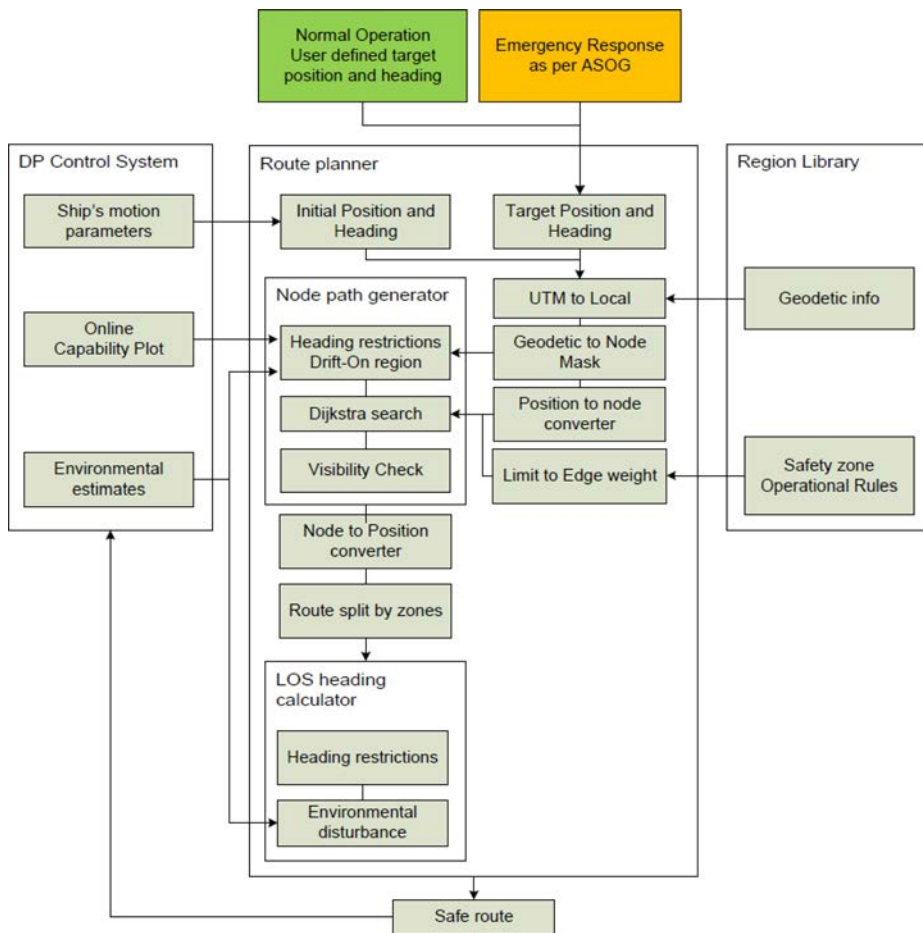 Normal Operation
User defined target
position and heading
Emergency Response
as per ASOG
DP Control System
Ship's motion
parameters
Online
Capability Plot
Environmental
estimates
Route planner
Initial Position and
Heading
Target Position and
Heading
UTM to Local
Geodetic to Node
Mask
Position to node
converter
Limit to Edge weight
Node path generator
Heading restrictions
Drift-On region
Dijkstra search
Visibility Check
Node to Position
converter
Route split by zones
LOS heading
calculator
Heading restrictions
Environmental
disturbance
Region Library
Geodetic info
Safety zone
Operational Rules
Safe route